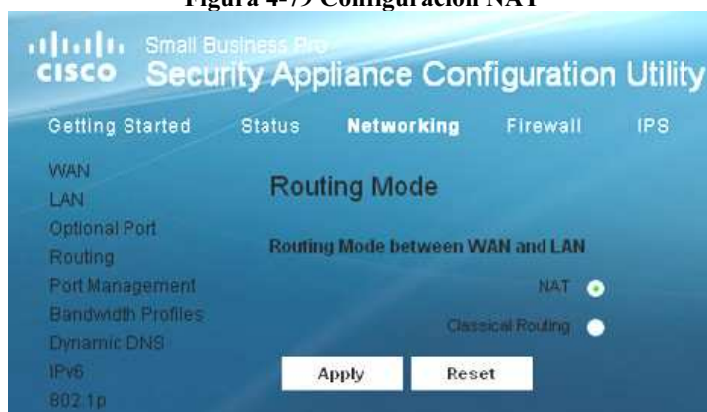 Figura 4-79 Configuración NAT
Small Business Pro
CISCO Security Appliance Configuration Utility
Getting Started Status Networking Firewall IPS
WAN
LAN
Optional Port
Routing
Port Management
Bandwidth Profiles
Dynamic DNS
IPv6
802.1p
Routing Mode
Routing Mode between WAN and LAN
NAT
Classical Routing
Apply Reset